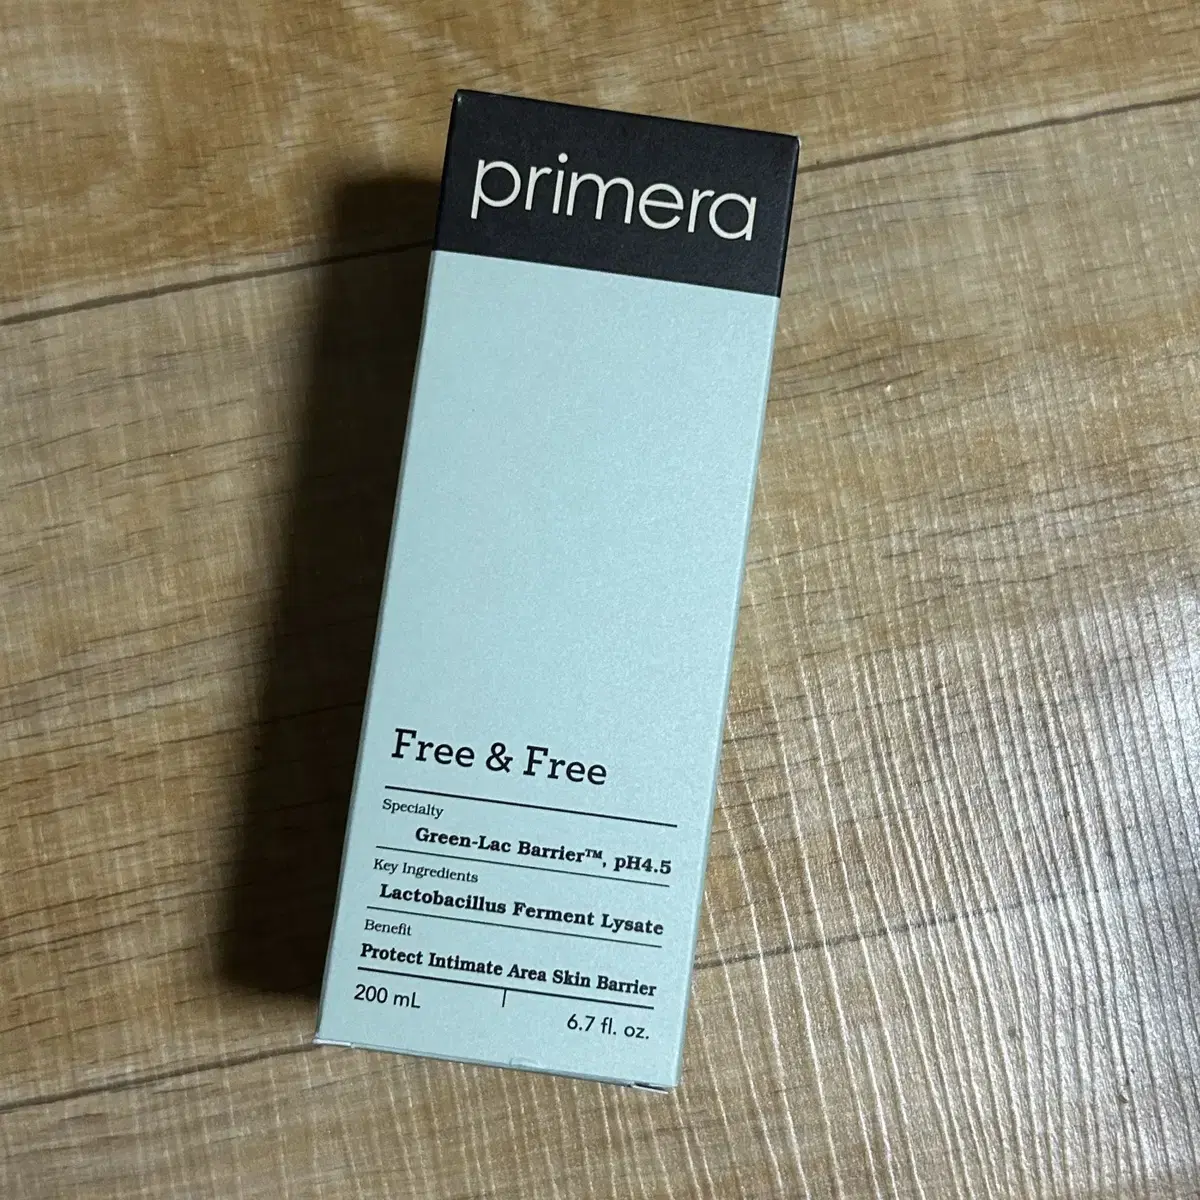 primera
Free & Free
Specialty
Green-Lac Barrier™, pH4.5
Key Ingredients
Lactobacillus Ferment Lysate
Benefit
Protect Intimate Area Skin Barrier
200 mL
6.7 fl. oz.